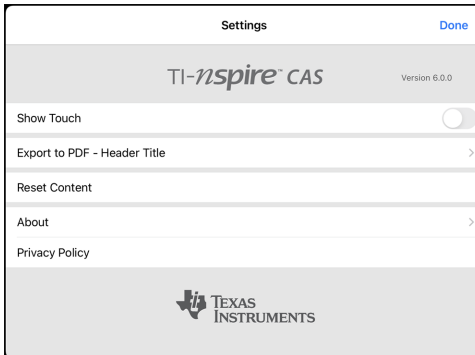 Settings
Done
TI-nspire™ CAS
Version 6.0.0
Show Touch
Export to PDF - Header Title
Reset Content
About
Privacy Policy
TEXAS
INSTRUMENTS